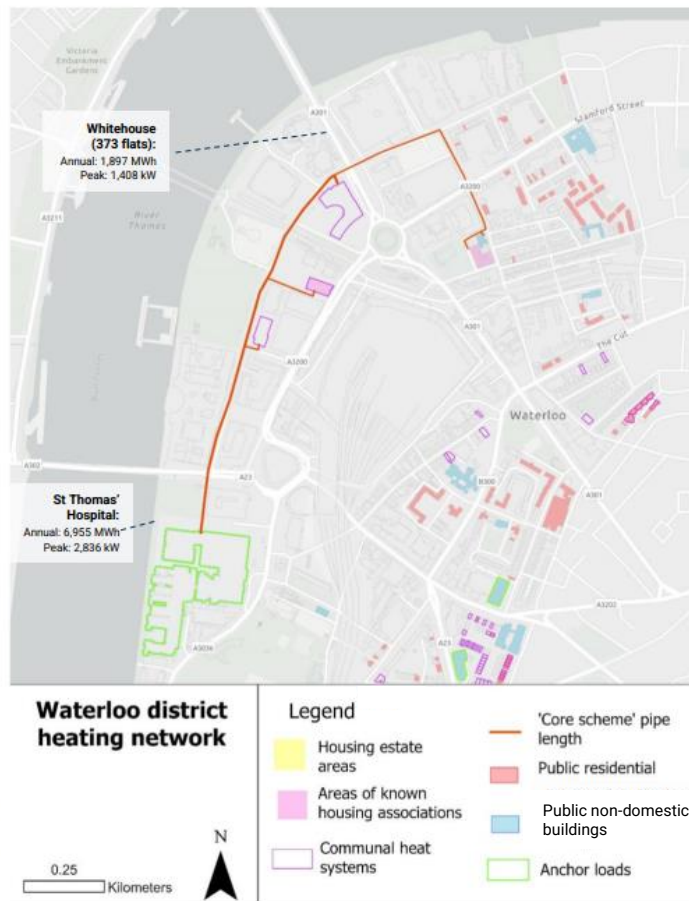 Victoria
Embankment
Gardens
A301
Stamford Street
Whitehouse
(373 flats):
Annual: 1,897 MWh
Peak: 1,408 kW
A3200
A3211
River
Thames
A301
The Cut
A3200
Waterloo
A302
A23
B300
A301
St Thomas'
Hospital:
Annual: 6,955 MWh
Peak: 2,836 kW
A3202
A23
A3036
Waterloo district
heating network
N
0.25
Kilometers
Legend
Housing estate
areas
Areas of known
housing associations
Communal heat
systems
'Core scheme' pipe
length
Public residential
Public non-domestic
buildings
Anchor loads